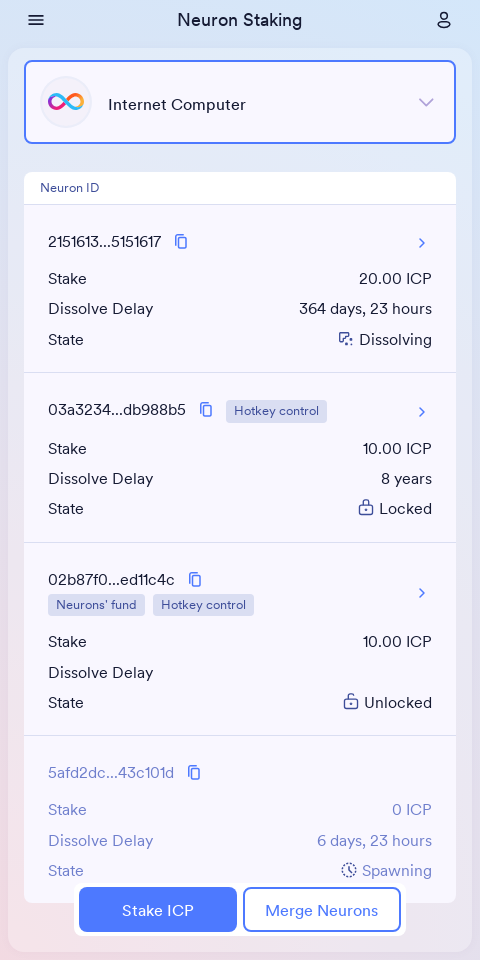 Neuron Staking
Internet Computer
Neuron ID
2151613...5151617
Stake 20.00 ICP
Dissolve Delay 364 days, 23 hours
State Dissolving
03a3234...db988b5 Hotkey control
Stake 10.00 ICP
Dissolve Delay 8 years
State Locked
02b87f0...ed11c4c
Neurons' fund Hotkey control
Stake 10.00 ICP
Dissolve Delay
State Unlocked
5afd2dc...43c101d
Stake 0 ICP
Dissolve Delay 6 days, 23 hours
State Spawning
Stake ICP Merge Neurons